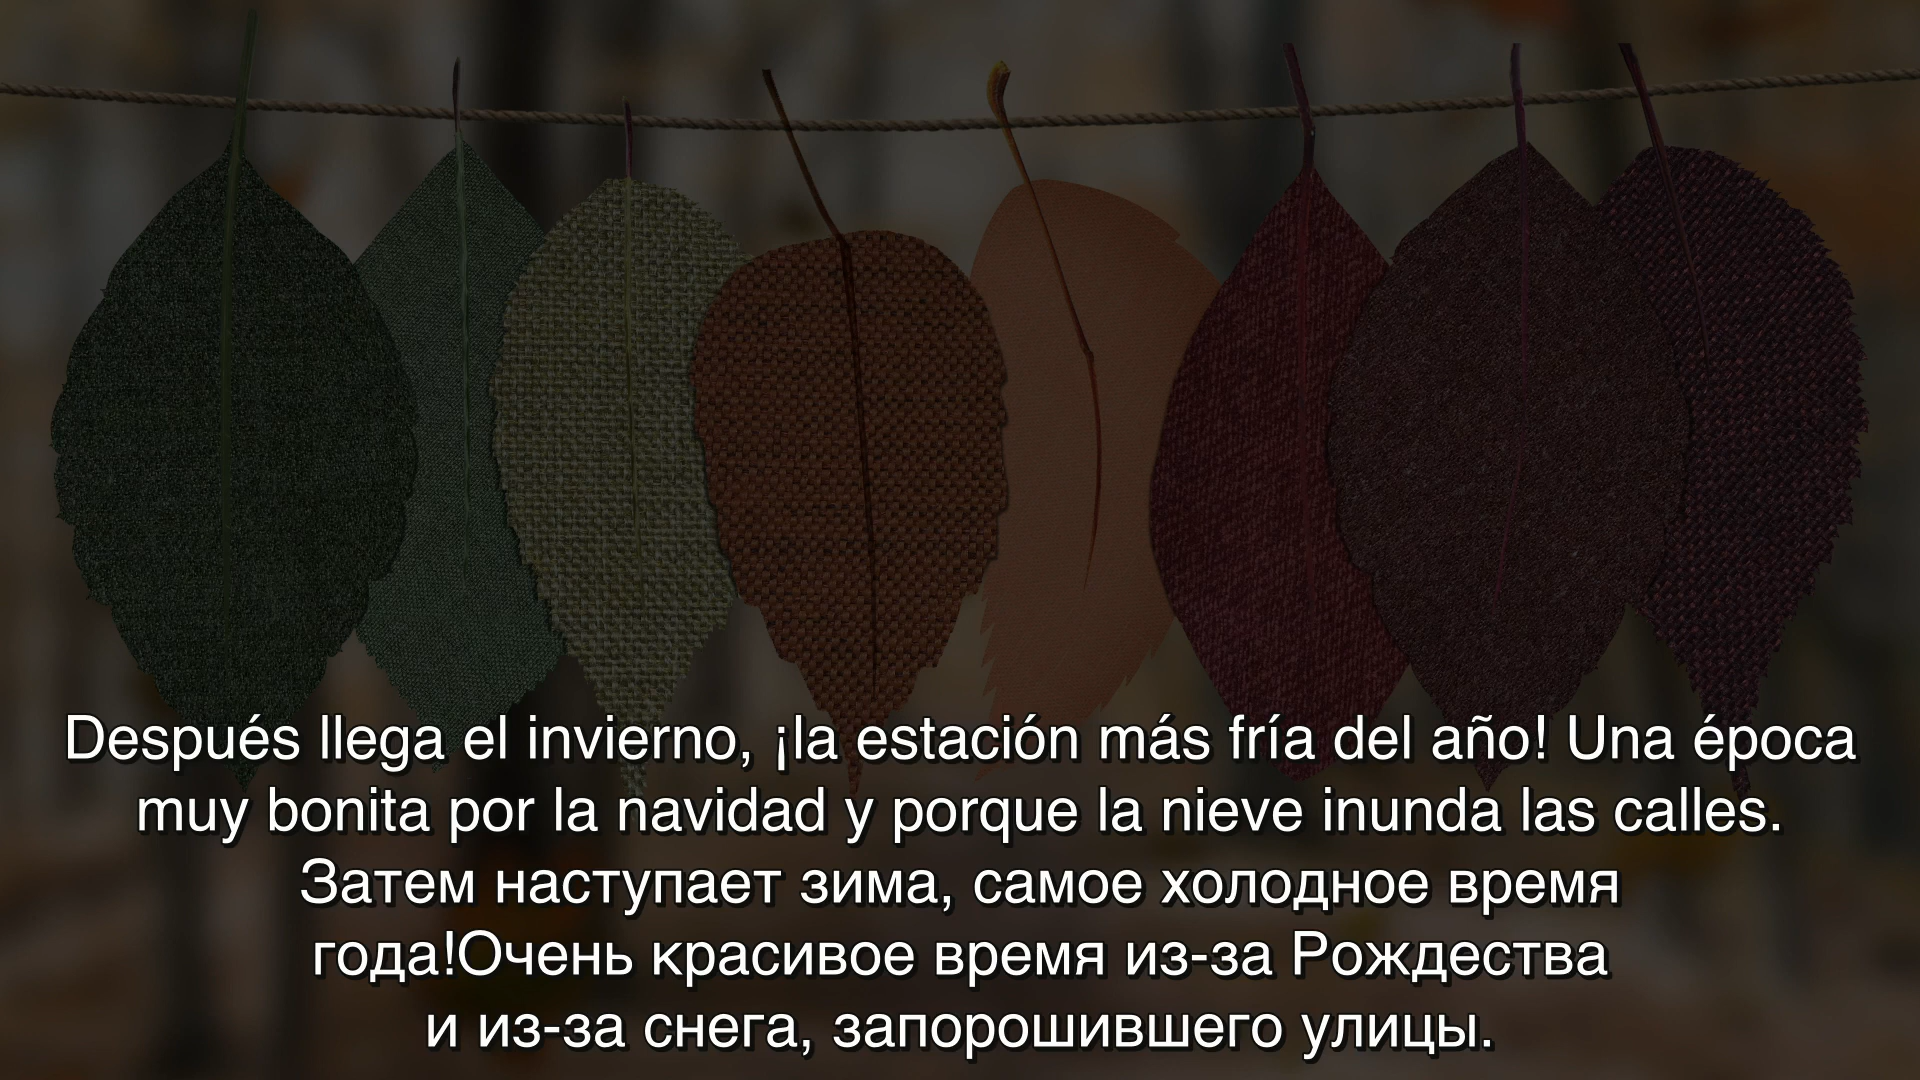 Después llega el invierno, ¡la estación más fría del año! Una época
muy bonita por la navidad y porque la nieve inunda las calles.
Затем наступает зима, самое холодное время
года!Очень красивое время из-за Рождества
и из-за снега, запорошившего улицы.